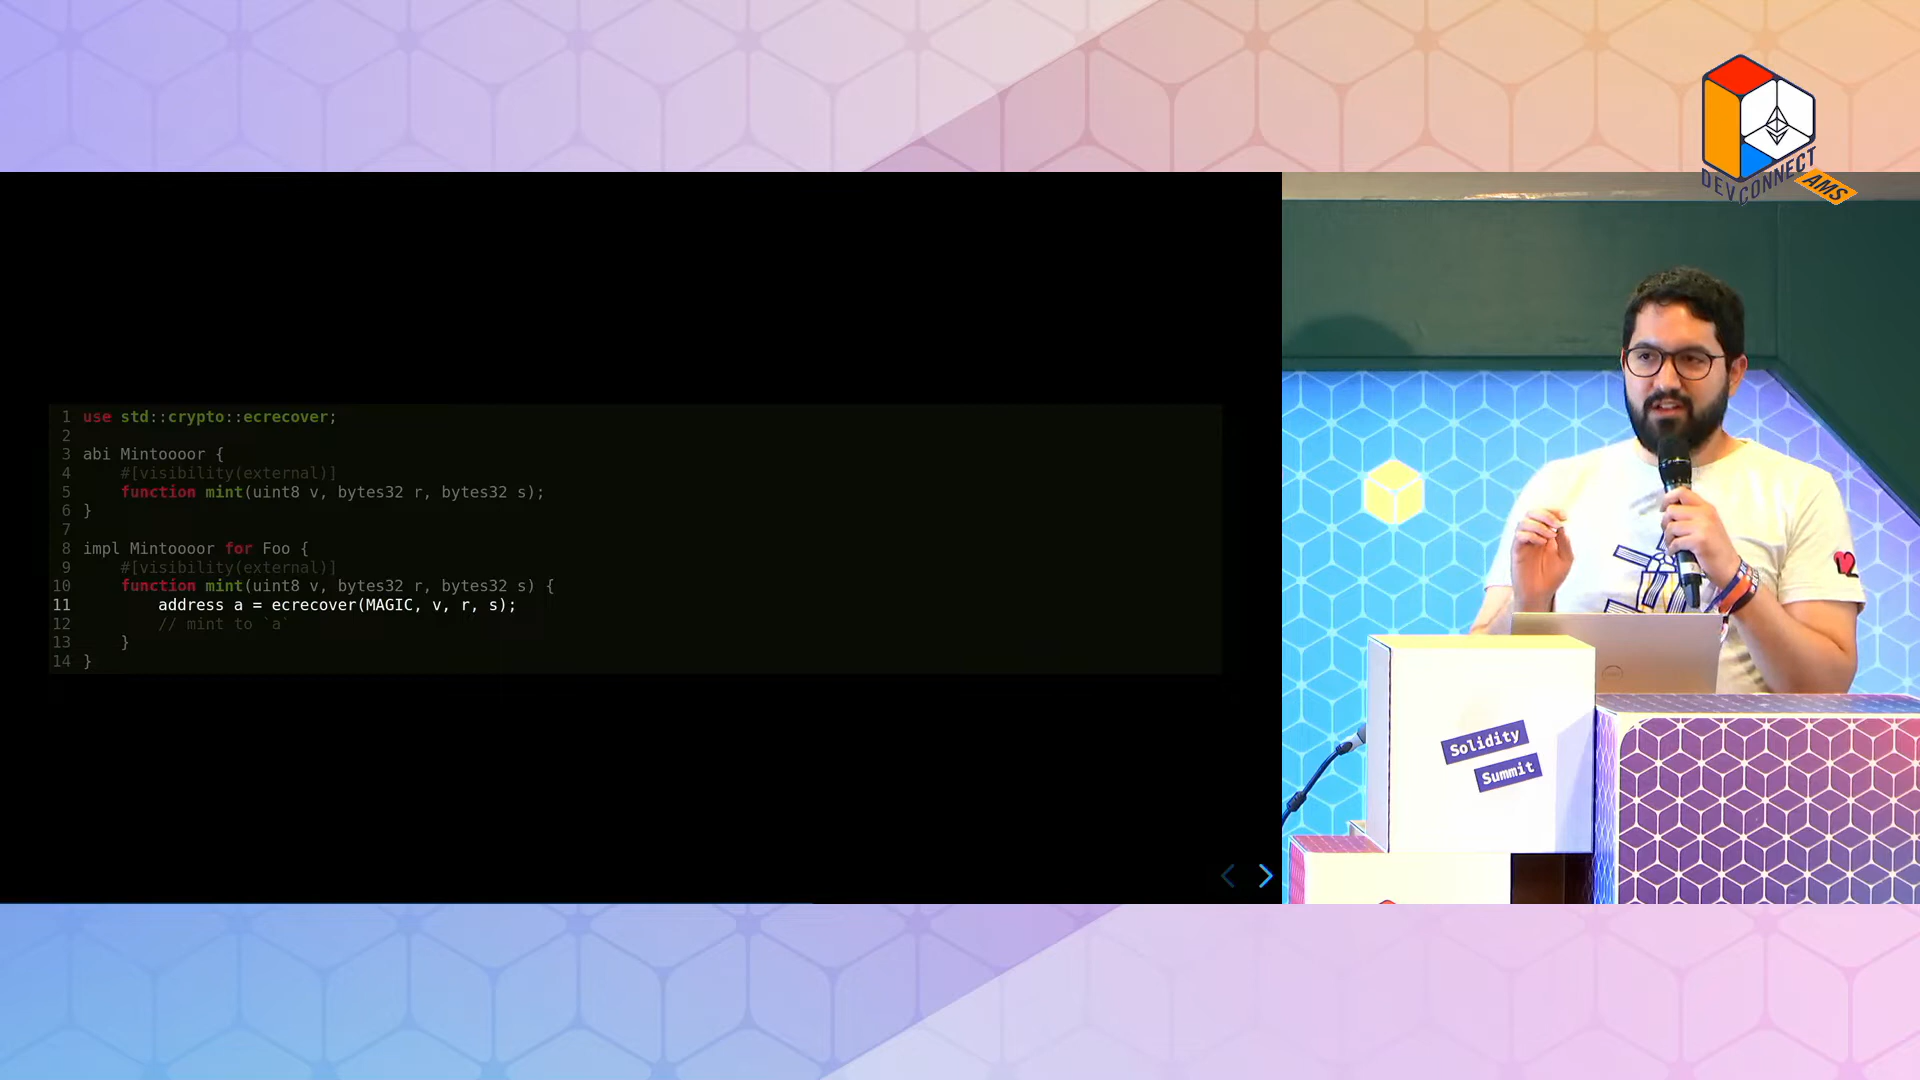 DEVCONNECT
AMS
1 use std::crypto::ecrecover;
2
3 abi Mintoooor {
4     #[visibility(external)]
5     function mint(uint8 v, bytes32 r, bytes32 s);
6 }
7
8 impl Mintoooor for Foo {
9     #[visibility(external)]
10     function mint(uint8 v, bytes32 r, bytes32 s) {
11         address a = ecrecover(MAGIC, v, r, s);
12         // mint to `a`
13     }
14 }
Solidity
Summit